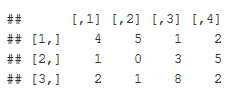 ##      [,1] [,2] [,3] [,4]
## [1,]    4    5    1    2
## [2,]    1    0    3    5
## [3,]    2    1    8    2